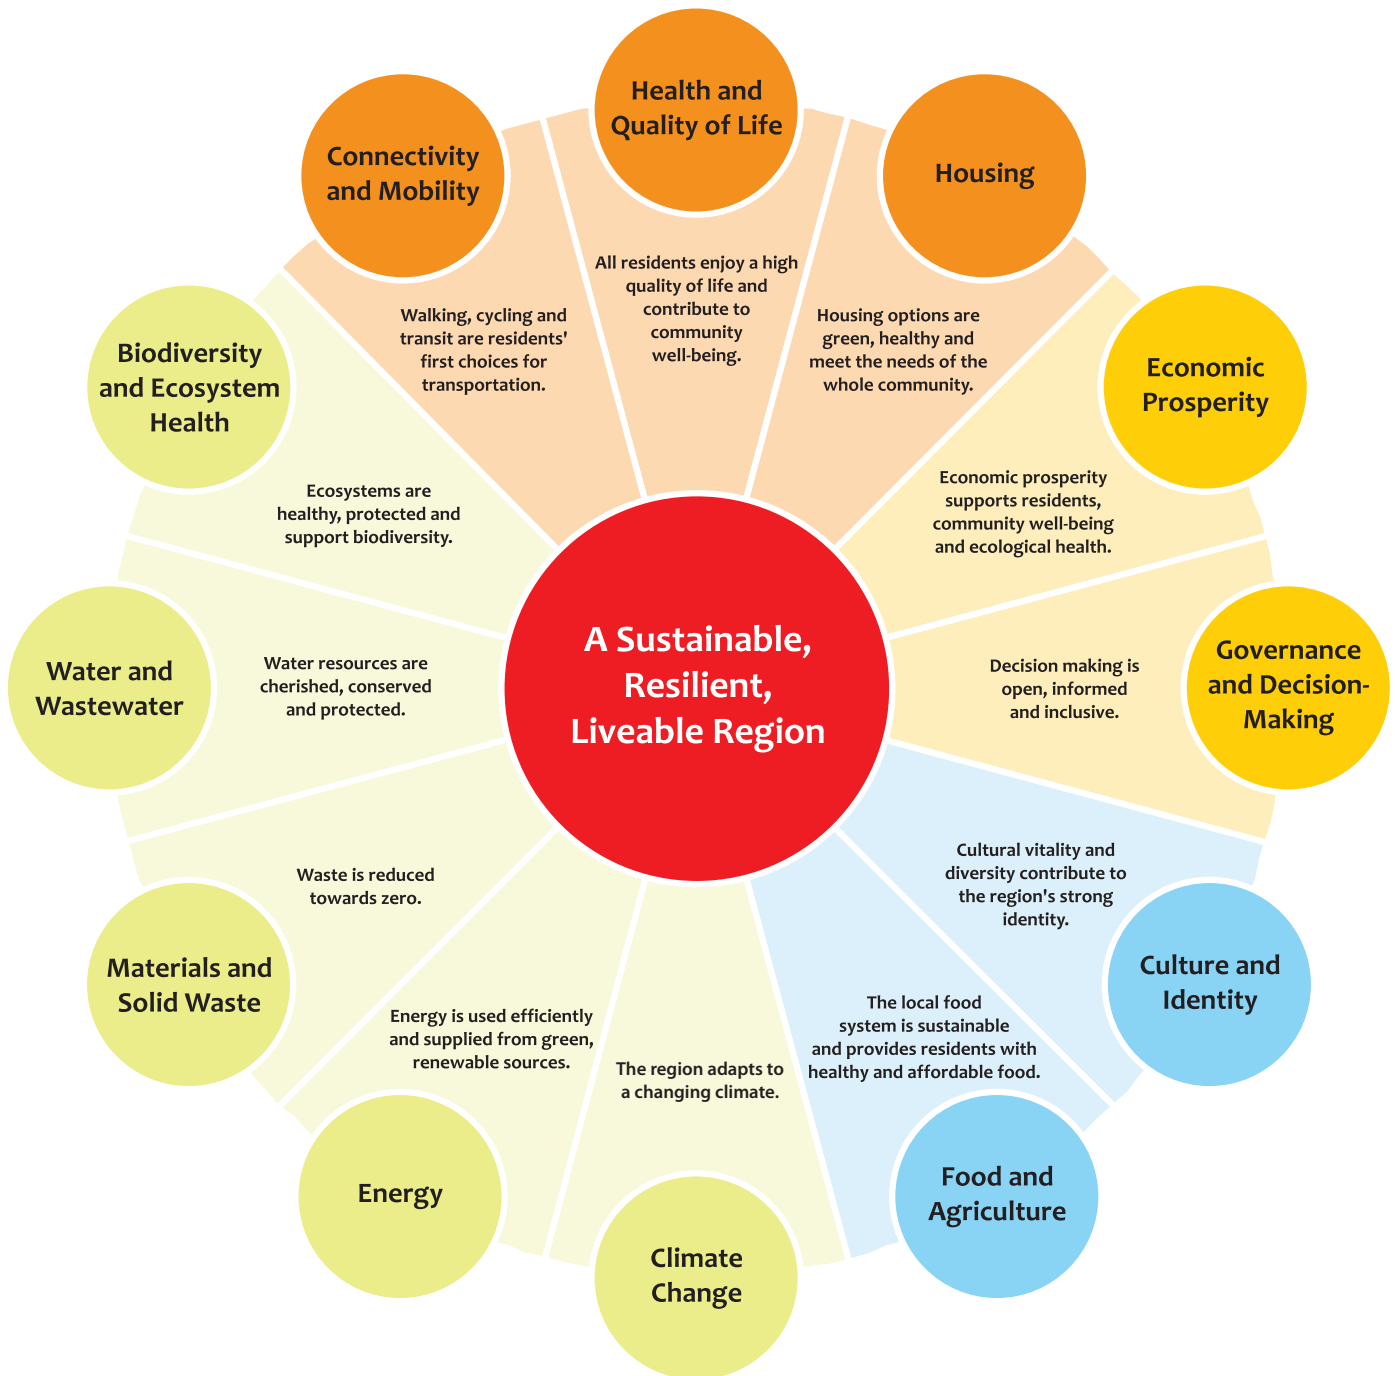 Health and
Quality of Life
All residents enjoy a high
quality of life and
contribute to
community
well-being.
Housing
Housing options are
green, healthy and
meet the needs of the
whole community.
Economic
Prosperity
Economic prosperity
supports residents,
community well-being
and ecological health.
Governance
and Decision-
Making
Decision making is
open, informed
and inclusive.
Culture and
Identity
Cultural vitality and
diversity contribute to
the region's strong
identity.
Food and
Agriculture
The local food
system is sustainable
and provides residents with
healthy and affordable food.
Climate
Change
The region adapts to
a changing climate.
Energy
Energy is used efficiently
and supplied from green,
renewable sources.
Materials and
Solid Waste
Waste is reduced
towards zero.
Water and
Wastewater
Water resources are
cherished, conserved
and protected.
Biodiversity
and Ecosystem
Health
Ecosystems are
healthy, protected and
support biodiversity.
Connectivity
and Mobility
Walking, cycling and
transit are residents'
first choices for
transportation.
A Sustainable,
Resilient,
Liveable Region